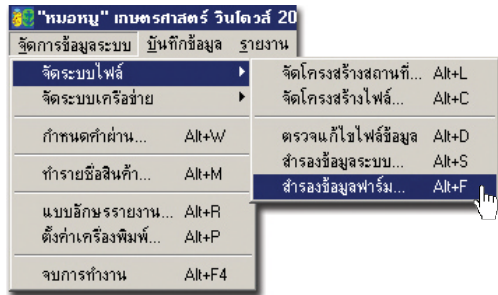 "หมอหมู" เกษตรศาสตร์ วินโดวส์ 20
จัดการข้อมูลระบบ บันทึกข้อมูล รายงาน
จัดระบบไฟล์
จัดระบบเครือข่าย
กำหนดคำผ่าน... Alt+W
ทำรายชื่อสินค้า... Alt+M
แบบอักษรรายงาน... Alt+R
ตั้งค่าเครื่องพิมพ์... Alt+P
จบการทำงาน Alt+F4
จัดโครงสร้างสถานที่... Alt+L
จัดโครงสร้างไฟล์... Alt+C
ตรวจแก้ไขไฟล์ข้อมูล Alt+D
สำรองข้อมูลระบบ... Alt+S
สำรองข้อมูลฟาร์ม... Alt+F